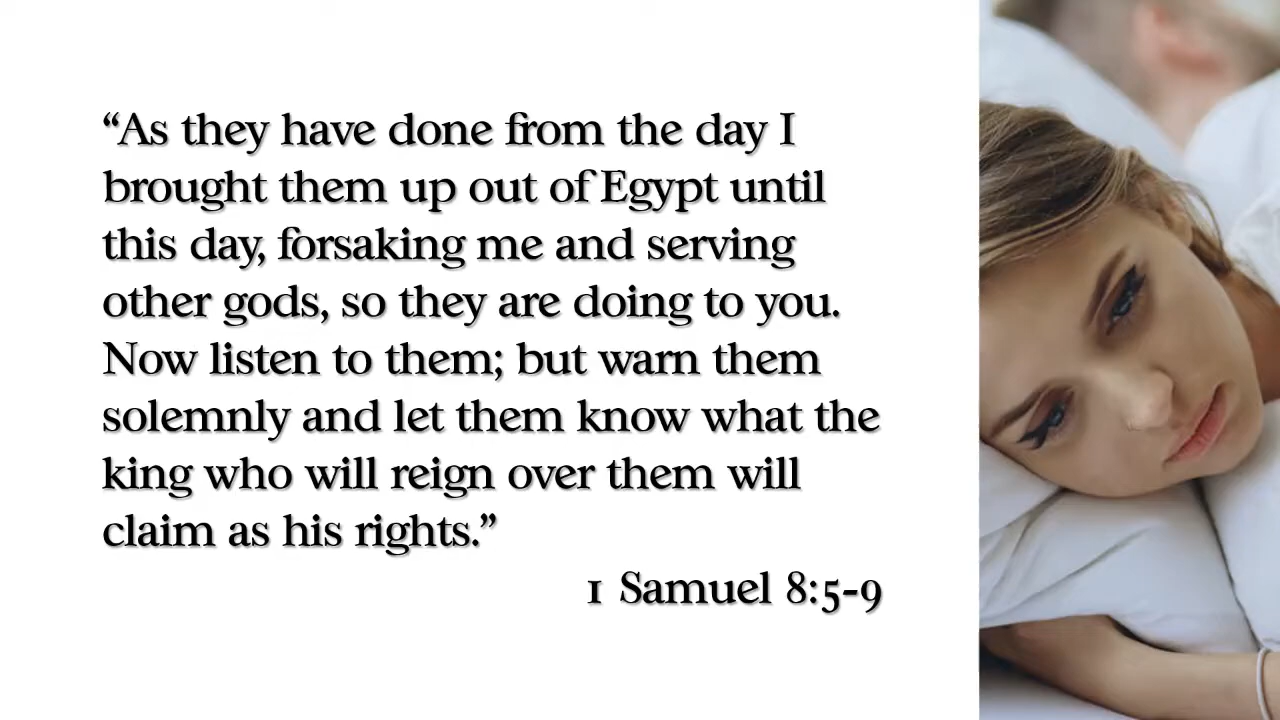 “As they have done from the day I
brought them up out of Egypt until
this day, forsaking me and serving
other gods, so they are doing to you.
Now listen to them; but warn them
solemnly and let them know what the
king who will reign over them will
claim as his rights.”
1 Samuel 8:5-9